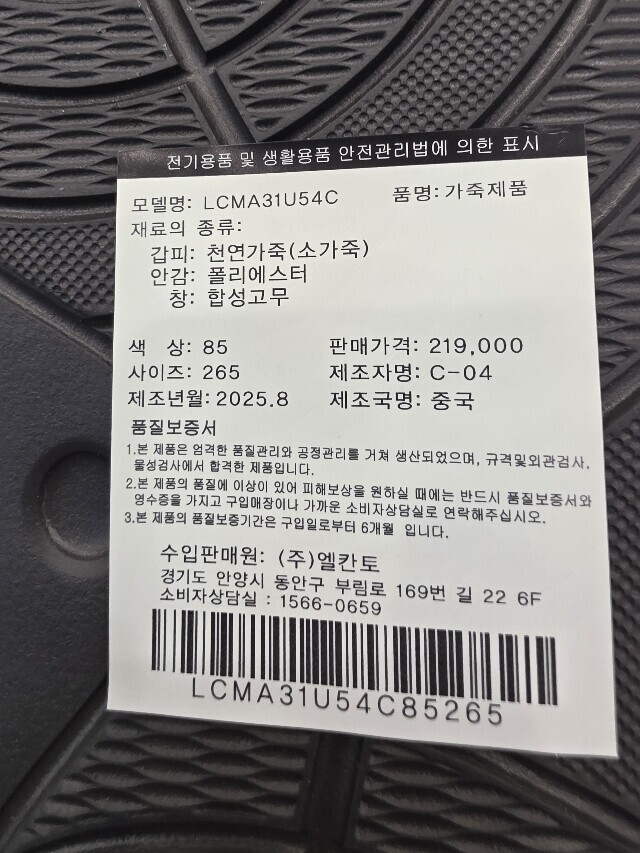 전기용품 및 생활용품 안전관리법에 의한 표시
모델명: LCMA31U54C 품명: 가죽제품
재료의 종류:
갑피: 천연가죽(소가죽)
안감: 폴리에스터
창: 합성고무
색 상: 85 판매가격: 219,000
사이즈: 265 제조자명: C-04
제조년월: 2025.8 제조국명: 중국
품질보증서
1.본 제품은 엄격한 품질관리와 공정관리를 거쳐 생산되었으며, 규격및외관검사,
물성검사에서 합격한 제품입니다.
2.본 제품의 품질에 이상이 있어 피해보상을 원하실 때에는 반드시 품질보증서와
영수증을 가지고 구입매장이나 가까운 소비자상담실로 연락해주십시오.
3.본 제품의 품질보증기간은 구입일로부터 6개월 입니다.
수입판매원: (주)엘칸토
경기도 안양시 동안구 부림로 169번 길 22 6F
소비자상담실 : 1566-0659
LCMA31U54C85265